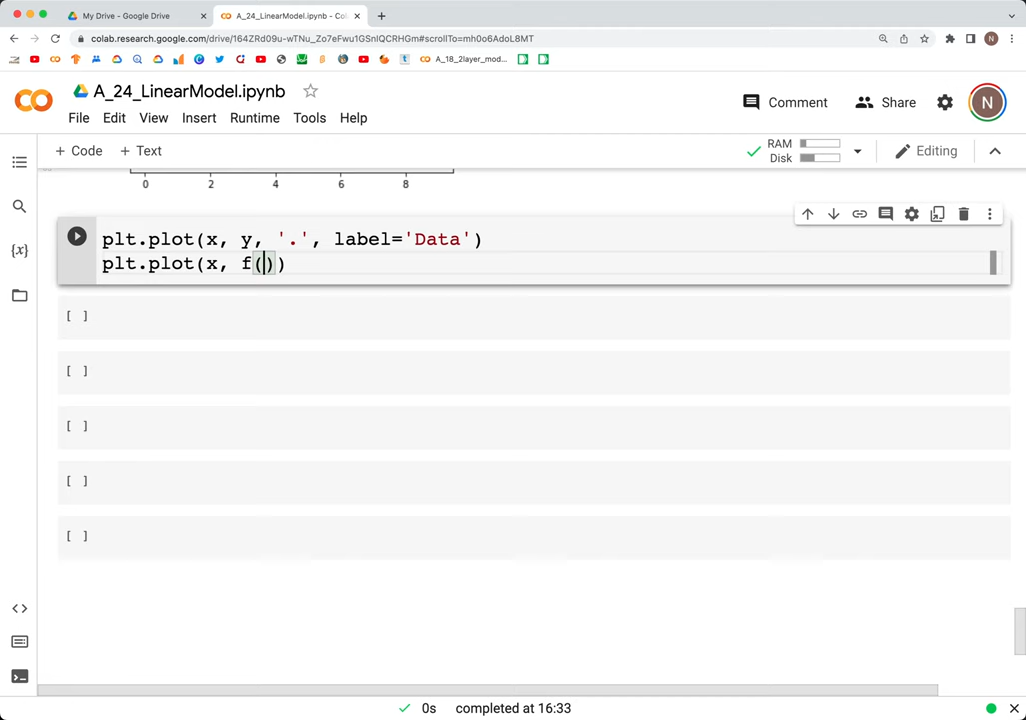 My Drive - Google Drive
A_24_LinearModel.ipynb - Col
colab.research.google.com/drive/164ZRd09u-wTNu_Zo7eFwu1GSnIQCRHGm#scrollTo=mh0o6AdoL8MT
N
A_18_2layer_mod...
CO
A_24_LinearModel.ipynb
Comment
Share
N
File Edit View Insert Runtime Tools Help
+ Code + Text
RAM
Disk
Editing
0 2 4 6 8
plt.plot(x, y, '.', label='Data')
plt.plot(x, f())
{x}
[ ]
[ ]
[ ]
[ ]
[ ]
0s completed at 16:33